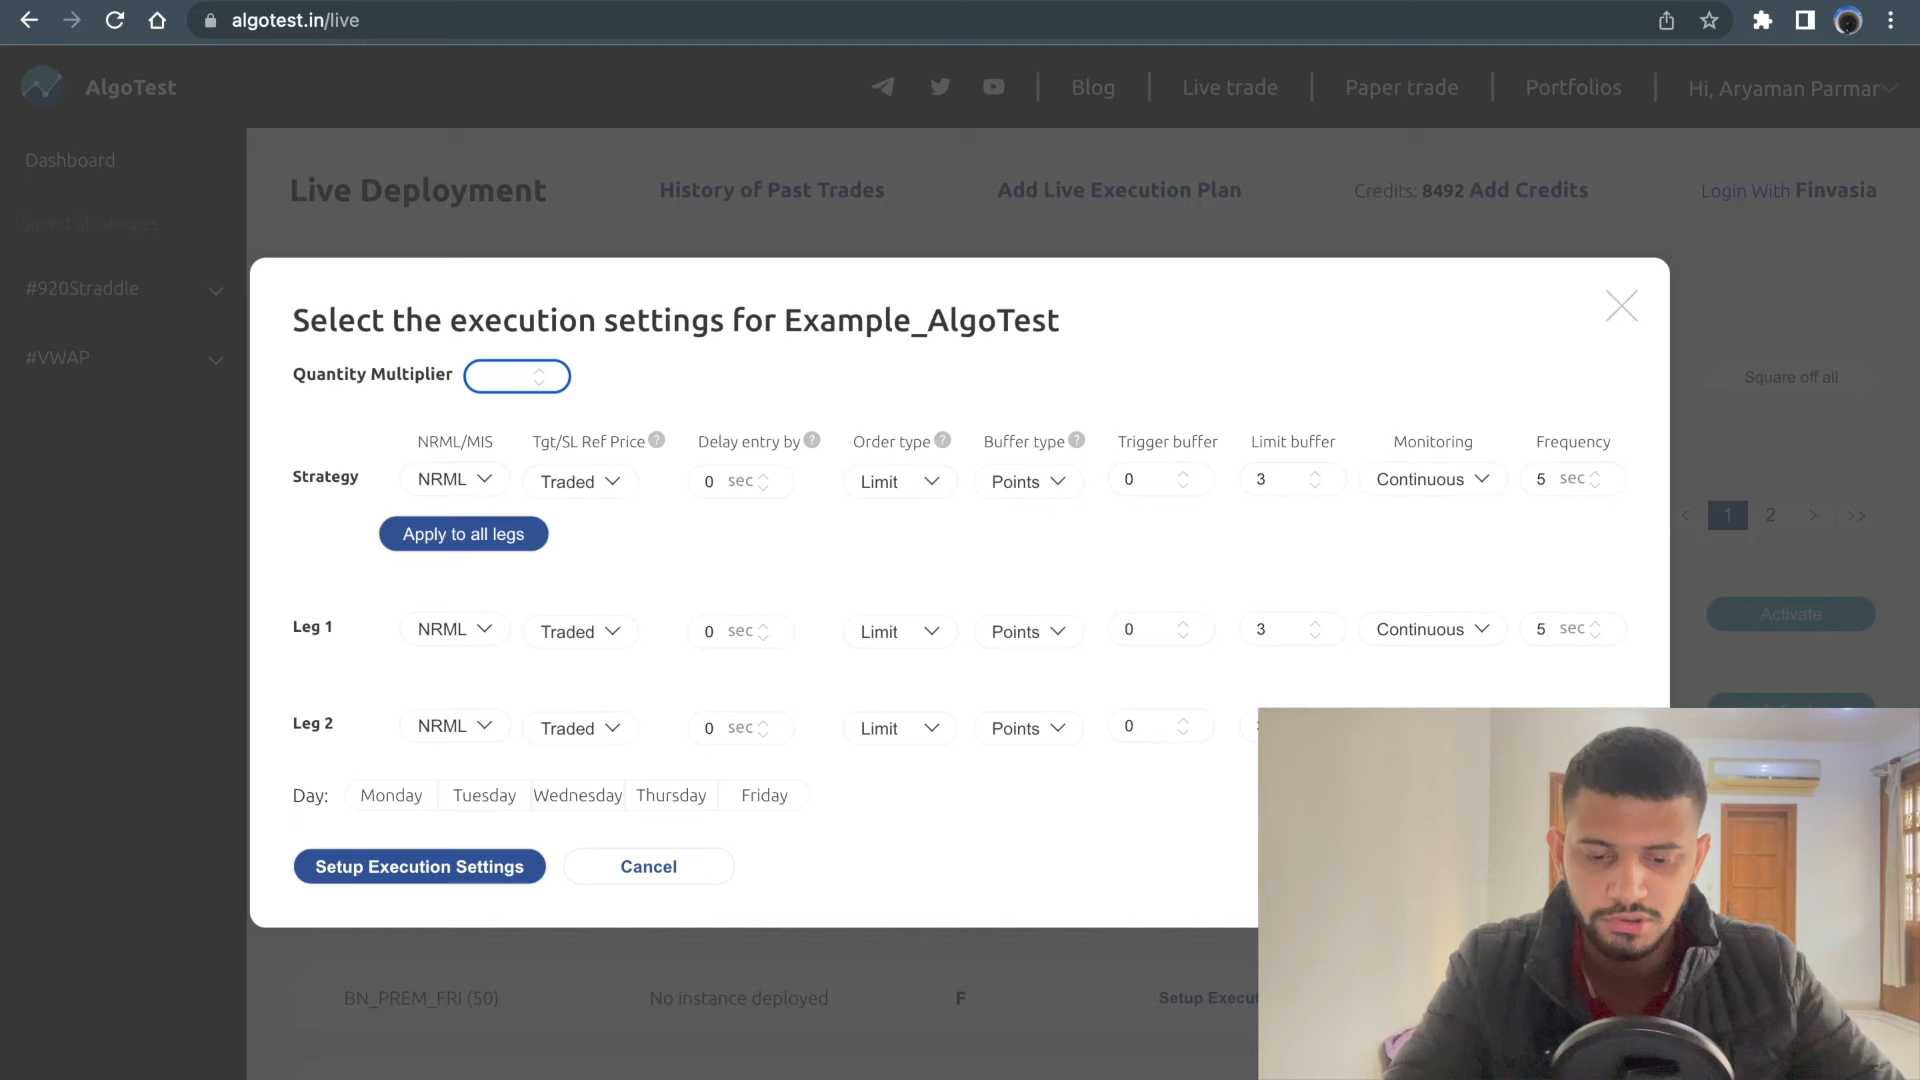 algotest.in/live
AlgoTest
Blog
Live trade
Paper trade
Portfolios
Hi, Aryaman Parmar
Dashboard
Saved Strategies
#920Straddle
#VWAP
Live Deployment
History of Past Trades
Add Live Execution Plan
Credits: 8492 Add Credits
Login With Finvasia
Square off all
< 1 2 > >>
Activate
Select the execution settings for Example_AlgoTest
Quantity Multiplier
NRML/MIS Tgt/SL Ref Price ? Delay entry by ? Order type ? Buffer type ? Trigger buffer Limit buffer Monitoring Frequency
Strategy NRML Traded 0 sec Limit Points 0 3 Continuous 5 sec
Apply to all legs
Leg 1 NRML Traded 0 sec Limit Points 0 3 Continuous 5 sec
Leg 2 NRML Traded 0 sec Limit Points 0
Day: Monday Tuesday Wednesday Thursday Friday
Setup Execution Settings Cancel
BN_PREM_FRI (50) No instance deployed F Setup Execut